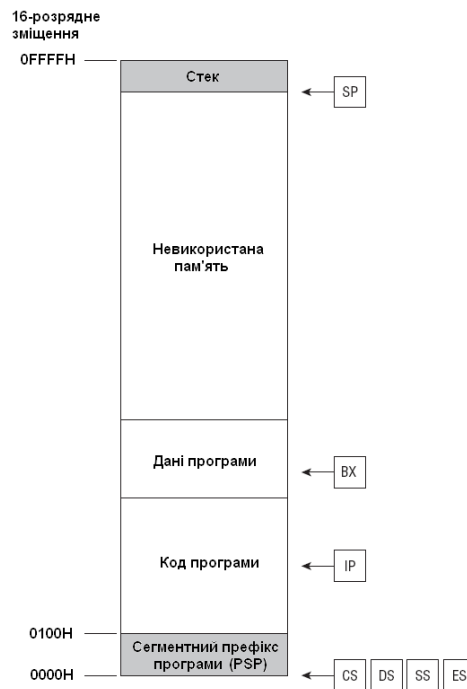 16-розрядне
зміщення
0FFFFH
Стек
SP
Невикористана
пам'ять
Дані програми
BX
Код програми
IP
0100H
Сегментний префікс
програми (PSP)
0000H
CS DS SS ES